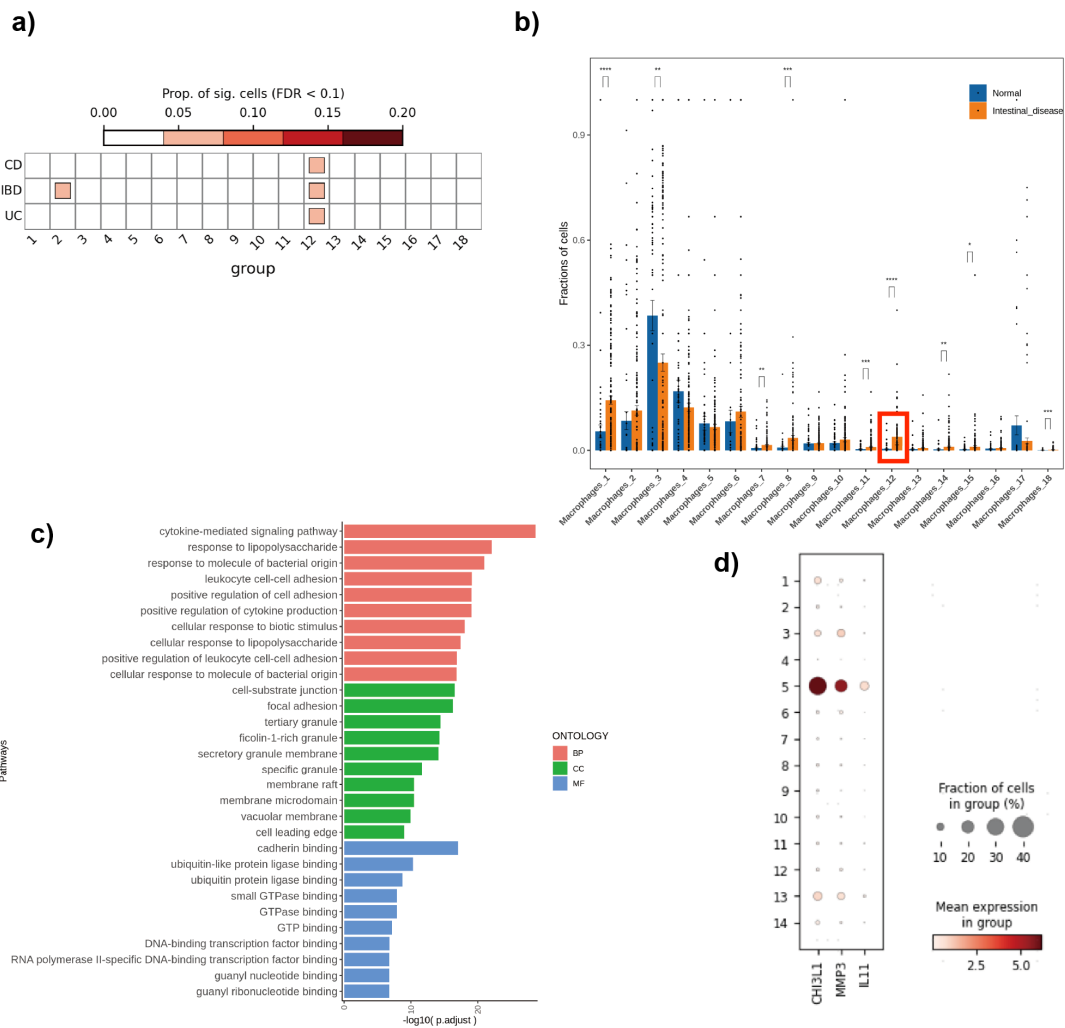 a)
Prop. of sig. cells (FDR < 0.1)
0.00 0.05 0.10 0.15 0.20
CD
IBD
UC
1 2 3 4 5 6 7 8 9 10 11 12 13 14 15 16 17 18
group
b)
**** ** *** ** *** **** ** * ***
Normal
Intestinal_disease
Fractions of cells
0.9
0.6
0.3
0.0
Macrophages_1
Macrophages_2
Macrophages_3
Macrophages_4
Macrophages_5
Macrophages_6
Macrophages_7
Macrophages_8
Macrophages_9
Macrophages_10
Macrophages_11
Macrophages_12
Macrophages_13
Macrophages_14
Macrophages_15
Macrophages_16
Macrophages_17
Macrophages_18
c)
Pathways
cytokine-mediated signaling pathway
response to lipopolysaccharide
response to molecule of bacterial origin
leukocyte cell-cell adhesion
positive regulation of cell adhesion
positive regulation of cytokine production
cellular response to biotic stimulus
cellular response to lipopolysaccharide
positive regulation of leukocyte cell-cell adhesion
cellular response to molecule of bacterial origin
cell-substrate junction
focal adhesion
tertiary granule
ficolin-1-rich granule
secretory granule membrane
specific granule
membrane raft
membrane microdomain
vacuolar membrane
cell leading edge
cadherin binding
ubiquitin-like protein ligase binding
ubiquitin protein ligase binding
small GTPase binding
GTPase binding
GTP binding
DNA-binding transcription factor binding
RNA polymerase II-specific DNA-binding transcription factor binding
guanyl nucleotide binding
guanyl ribonucleotide binding
0 10 20
-log10( p.adjust )
ONTOLOGY
BP
CC
MF
d)
1
2
3
4
5
6
7
8
9
10
11
12
13
14
CHI3L1
MMP3
IL11
Fraction of cells
in group (%)
10 20 30 40
Mean expression
in group
2.5 5.0